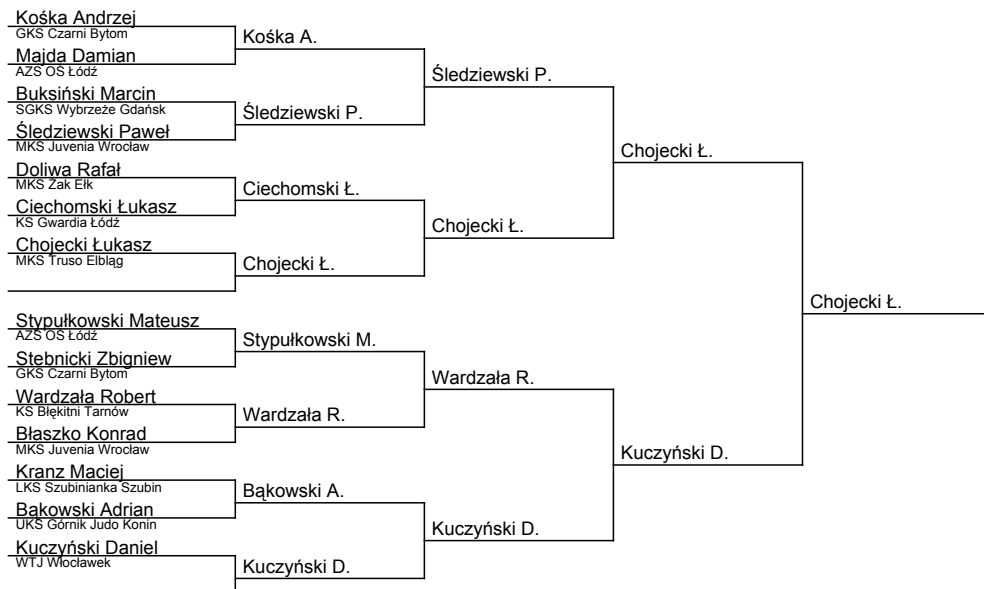 Kośka Andrzej
GKS Czarni Bytom
Majda Damian
AZS OŚ Łódź
Buksiński Marcin
SGKS Wybrzeże Gdańsk
Śledziewski Paweł
MKS Juvenia Wrocław
Doliwa Rafał
MKS Żak Ełk
Ciechomski Łukasz
KS Gwardia Łódź
Chojecki Łukasz
MKS Truso Elbląg
Stypułkowski Mateusz
AZS OŚ Łódź
Stebnicki Zbigniew
GKS Czarni Bytom
Wardzała Robert
KS Błękitni Tarnów
Błaszko Konrad
MKS Juvenia Wrocław
Kranz Maciej
LKS Szubinianka Szubin
Bąkowski Adrian
UKS Górnik Judo Konin
Kuczyński Daniel
WTJ Włocławek
Kośka A.
Śledziewski P.
Ciechomski Ł.
Chojecki Ł.
Stypułkowski M.
Wardzała R.
Bąkowski A.
Kuczyński D.
Śledziewski P.
Chojecki Ł.
Wardzała R.
Kuczyński D.
Chojecki Ł.
Kuczyński D.
Chojecki Ł.